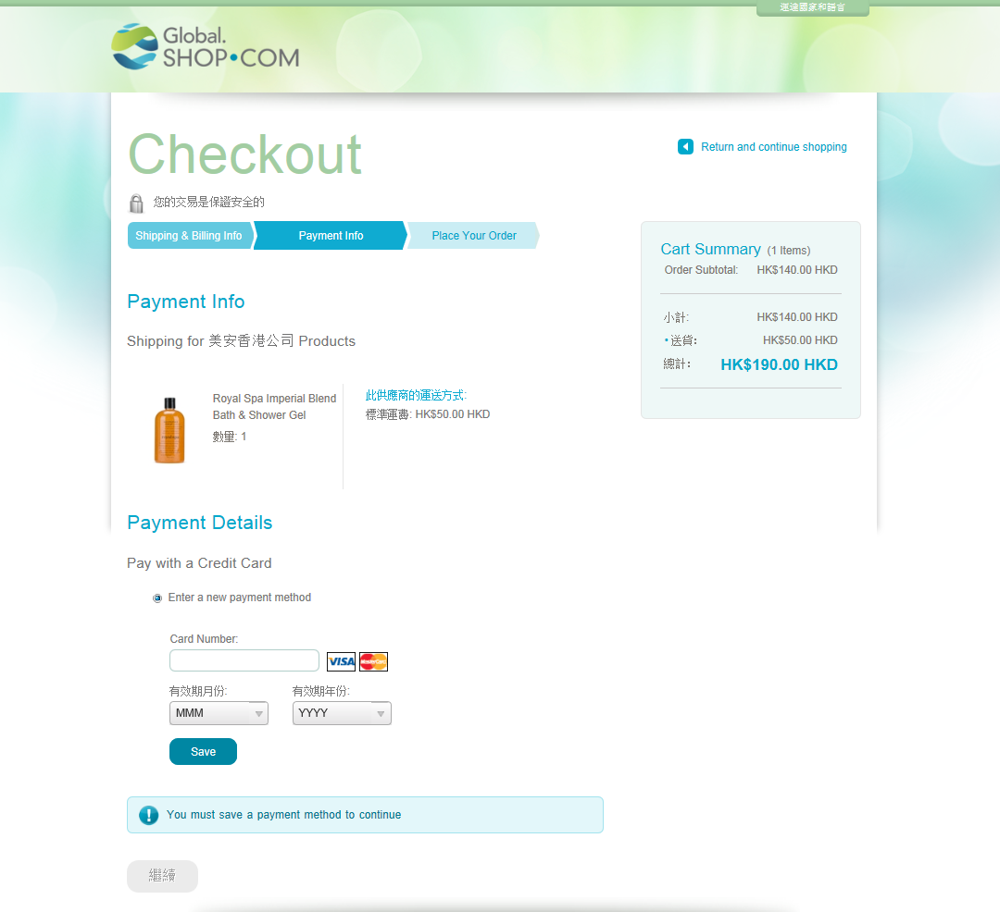 運達國家和語言
Global.
SHOP•COM
Checkout
Return and continue shopping
您的交易是保證安全的
Shipping & Billing Info
Payment Info
Place Your Order
Cart Summary (1 Items)
Order Subtotal: HK$140.00 HKD
小計: HK$140.00 HKD
•送貨: HK$50.00 HKD
總計: HK$190.00 HKD
Payment Info
Shipping for 美安香港公司 Products
Royal Spa Imperial Blend
Bath & Shower Gel
數量: 1
此供應商的運送方式:
標準運費: HK$50.00 HKD
Payment Details
Pay with a Credit Card
Enter a new payment method
Card Number:
VISA MasterCard
有效期月份: 有效期年份:
MMM YYYY
Save
You must save a payment method to continue
繼續